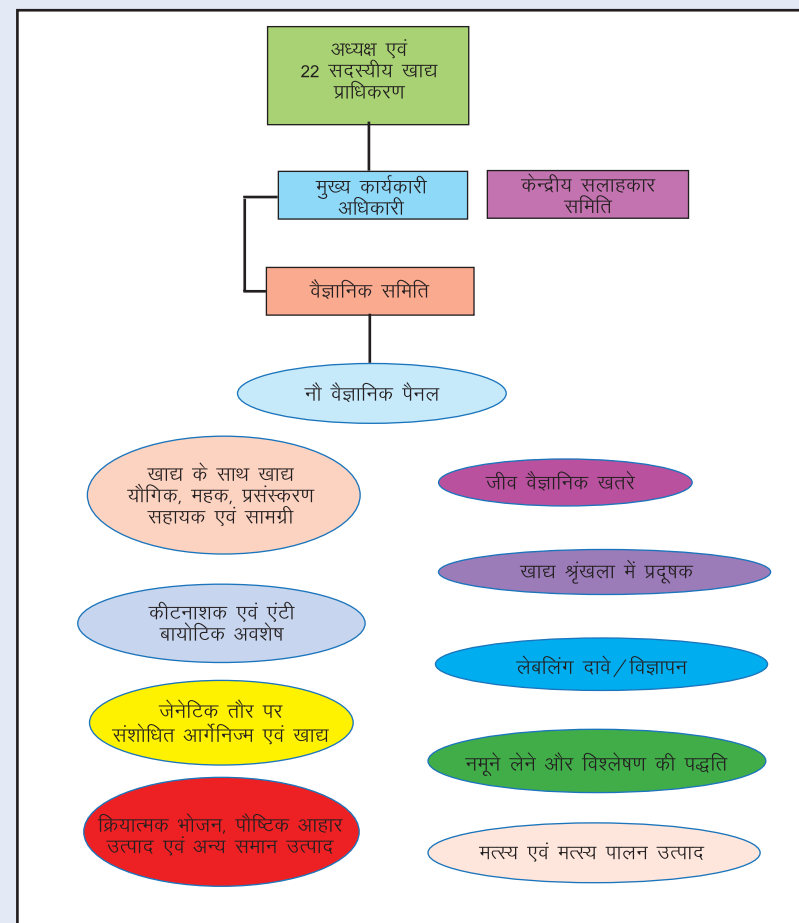 अध्यक्ष एवं
22 सदस्यीय खाद्य
प्राधिकरण
मुख्य कार्यकारी
अधिकारी
केन्द्रीय सलाहकार
समिति
वैज्ञानिक समिति
नौ वैज्ञानिक पैनल
खाद्य के साथ खाद्य
यौगिक, महक, प्रसंस्करण
सहायक एवं सामग्री
कीटनाशक एवं एंटी
बायोटिक अवशेष
जेनेटिक तौर पर
संशोधित आर्गेनिज्म एवं खाद्य
क्रियात्मक भोजन, पौष्टिक आहार
उत्पाद एवं अन्य समान उत्पाद
जीव वैज्ञानिक खतरे
खाद्य श्रृंखला में प्रदूषक
लेबलिंग दावे/विज्ञापन
नमूने लेने और विश्लेषण की पद्धति
मत्स्य एवं मत्स्य पालन उत्पाद